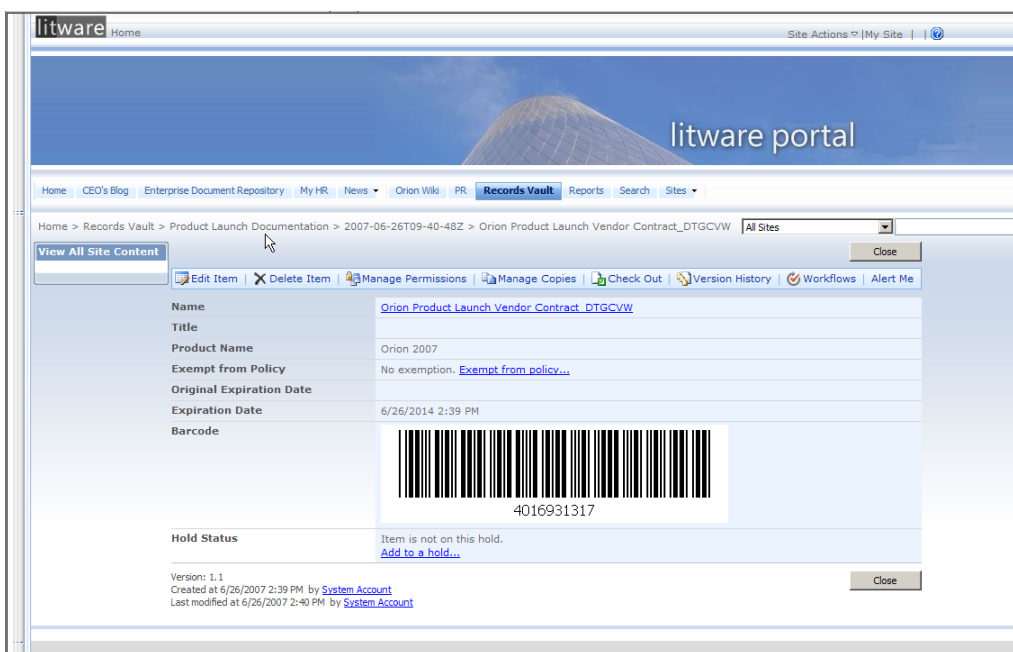 litware Home
Site Actions |My Site | |
litware portal
Home CEO's Blog Enterprise Document Repository My HR News Orion Wiki PR Records Vault Reports Search Sites
Home > Records Vault > Product Launch Documentation > 2007-06-26T09-40-48Z > Orion Product Launch Vendor Contract_DTGCVW All Sites
View All Site Content
Close
Edit Item | Delete Item | Manage Permissions | Manage Copies | Check Out | Version History | Workflows | Alert Me
Name Orion Product Launch Vendor Contract_DTGCVW
Title
Product Name Orion 2007
Exempt from Policy No exemption. Exempt from policy...
Original Expiration Date
Expiration Date 6/26/2014 2:39 PM
Barcode
4016931317
Hold Status Item is not on this hold.
Add to a hold...
Version: 1.1
Created at 6/26/2007 2:39 PM by System Account
Last modified at 6/26/2007 2:40 PM by System Account
Close